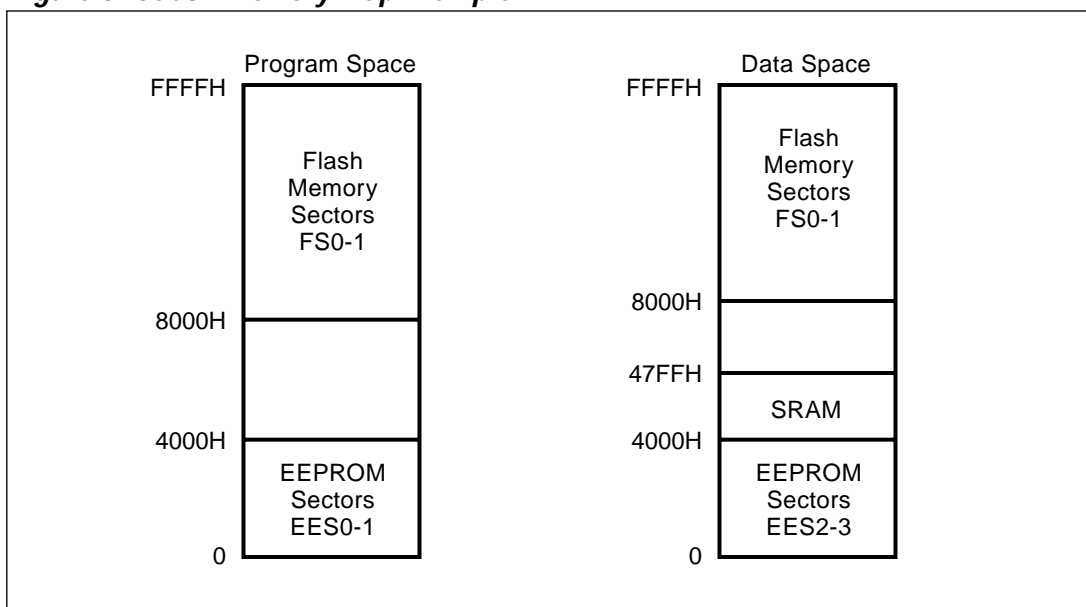 Program Space
FFFFH
Flash
Memory
Sectors
FS0-1
8000H
4000H
EEPROM
Sectors
EES0-1
0
Data Space
FFFFH
Flash
Memory
Sectors
FS0-1
8000H
47FFH
SRAM
4000H
EEPROM
Sectors
EES2-3
0